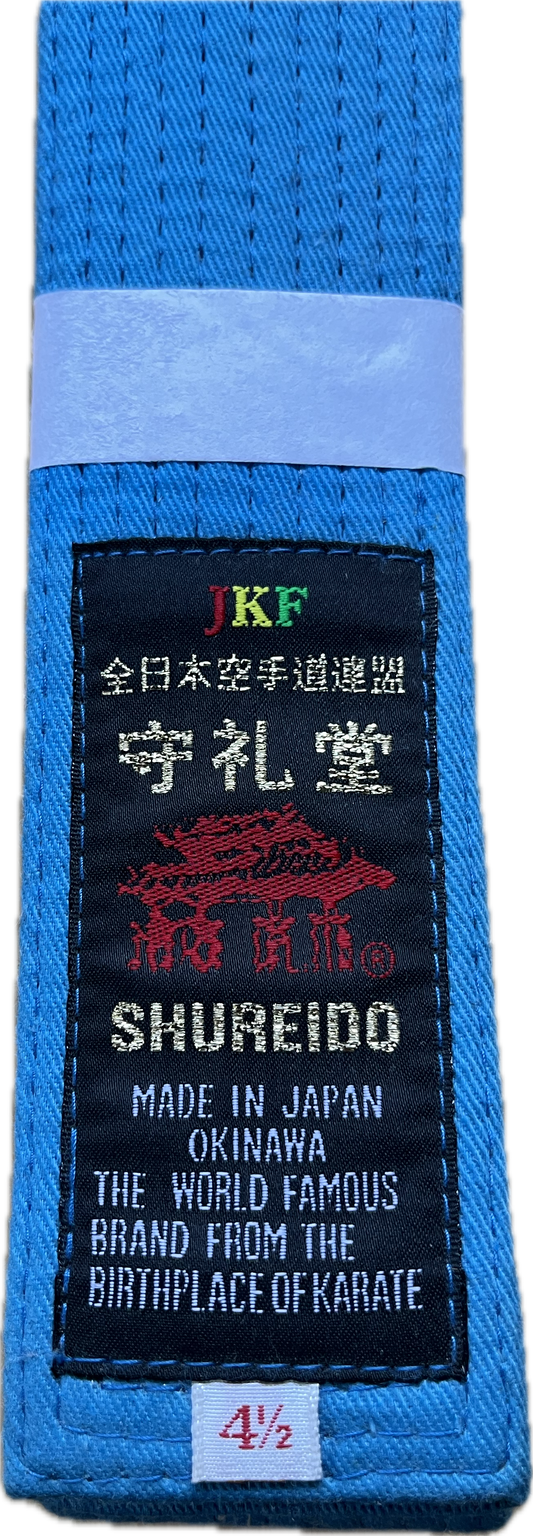 JKF
全日本空手道連盟
守礼堂
®
SHUREIDO
MADE IN JAPAN
OKINAWA
THE WORLD FAMOUS
BRAND FROM THE
BIRTHPLACE OF KARATE
4½